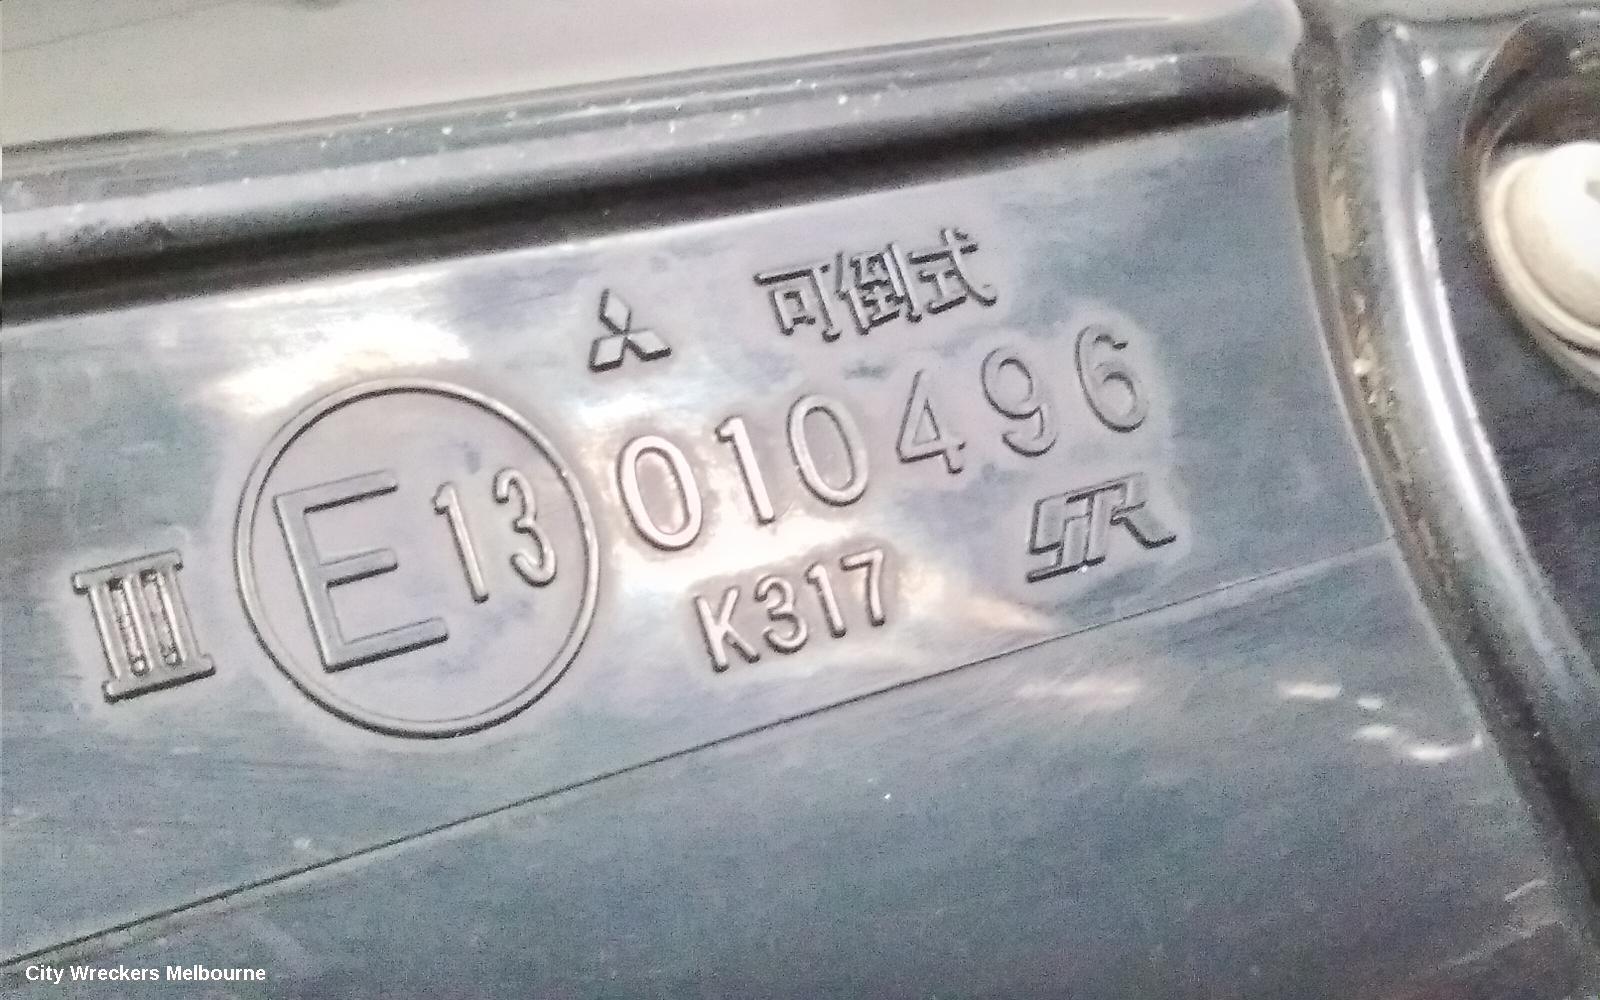 可倒式
III E13 010496
K317
City Wreckers Melbourne